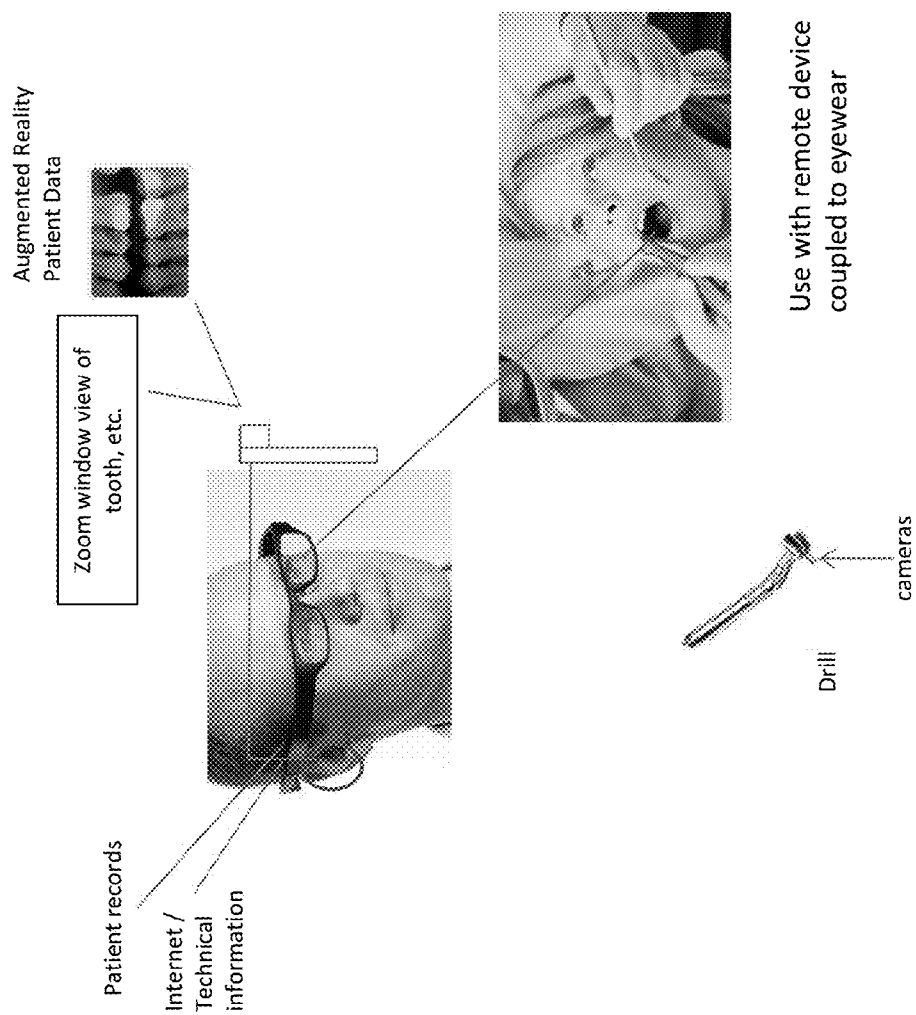 Augmented Reality
Patient Data
Zoom window view of
tooth, etc.
Patient records
Internet /
Technical
information
Use with remote device
coupled to eyewear
Drill
cameras